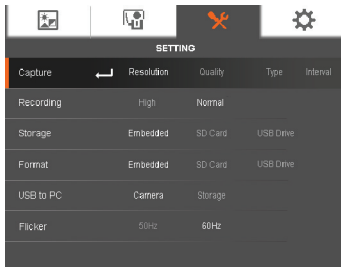 SETTING
Capture Resolution Quality Type Interval
Recording High Normal
Storage Embedded SD Card USB Drive
Format Embedded SD Card USB Drive
USB to PC Camera Storage
Flicker 50Hz 60Hz